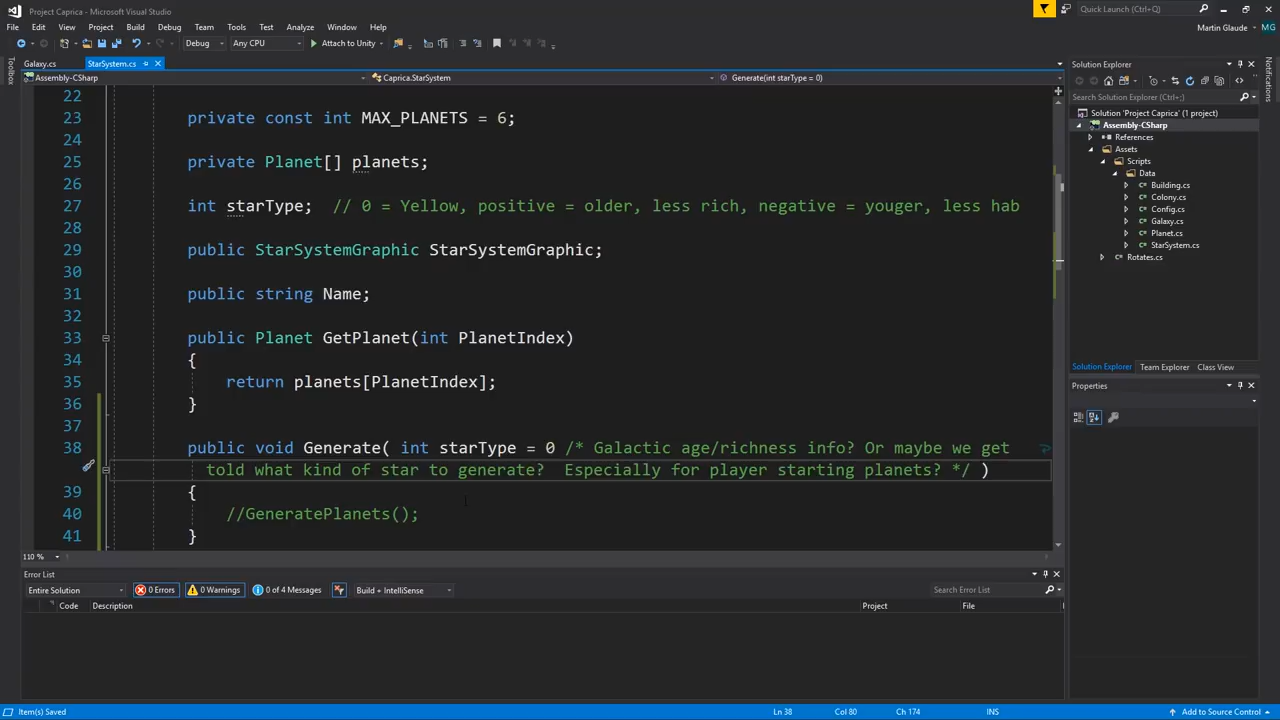 Project Caprica - Microsoft Visual Studio
Quick Launch (Ctrl+Q)
File Edit View Project Build Debug Team Tools Test Analyze Window Help
Martin Glaude MG
Debug Any CPU Attach to Unity
Toolbox
Galaxy.cs StarSystem.cs
Assembly-CSharp Caprica.StarSystem Generate(int starType = 0)
22
23 private const int MAX_PLANETS = 6;
24
25 private Planet[] planets;
26
27 int starType; // 0 = Yellow, positive = older, less rich, negative = youger, less hab
28
29 public StarSystemGraphic StarSystemGraphic;
30
31 public string Name;
32
33 public Planet GetPlanet(int PlanetIndex)
34 {
35 return planets[PlanetIndex];
36 }
37
38 public void Generate( int starType = 0 /* Galactic age/richness info? Or maybe we get
told what kind of star to generate?  Especially for player starting planets? */ )
39 {
40 //GeneratePlanets();
41 }
110 %
Error List
Entire Solution 0 Errors 0 Warnings 0 of 4 Messages Build + IntelliSense
Search Error List
Code Description Project File
Solution Explorer
Search Solution Explorer (Ctrl+;)
Solution 'Project Caprica' (1 project)
Assembly-CSharp
References
Assets
Scripts
Data
Building.cs
Colony.cs
Config.cs
Galaxy.cs
Planet.cs
StarSystem.cs
Rotates.cs
Solution Explorer Team Explorer Class View
Properties
Notifications
Item(s) Saved Ln 38 Col 80 Ch 174 INS Add to Source Control